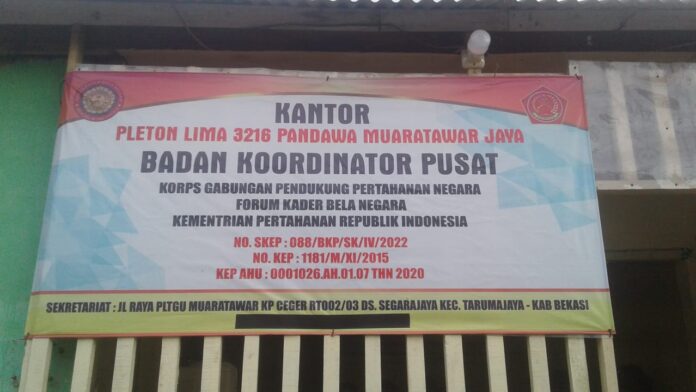 KANTOR
PLETON LIMA 3216 PANDAWA MUARATAWAR JAYA
BADAN KOORDINATOR PUSAT
KORPS GABUNGAN PENDUKUNG PERTAHANAN NEGARA
FORUM KADER BELA NEGARA
KEMENTRIAN PERTAHANAN REPUBLIK INDONESIA
NO. SKEP : 088/BKP/SK/IV/2022
NO. KEP : 1181/M/XI/2015
KEP AHU : 0001026.AH.01.07 THN 2020
SEKRETARIAT : JL RAYA PLTGU MUARATAWAR KP CEGER RT002/03 DS. SEGARAJAYA KEC. TARUMAJAYA - KAB BEKASI